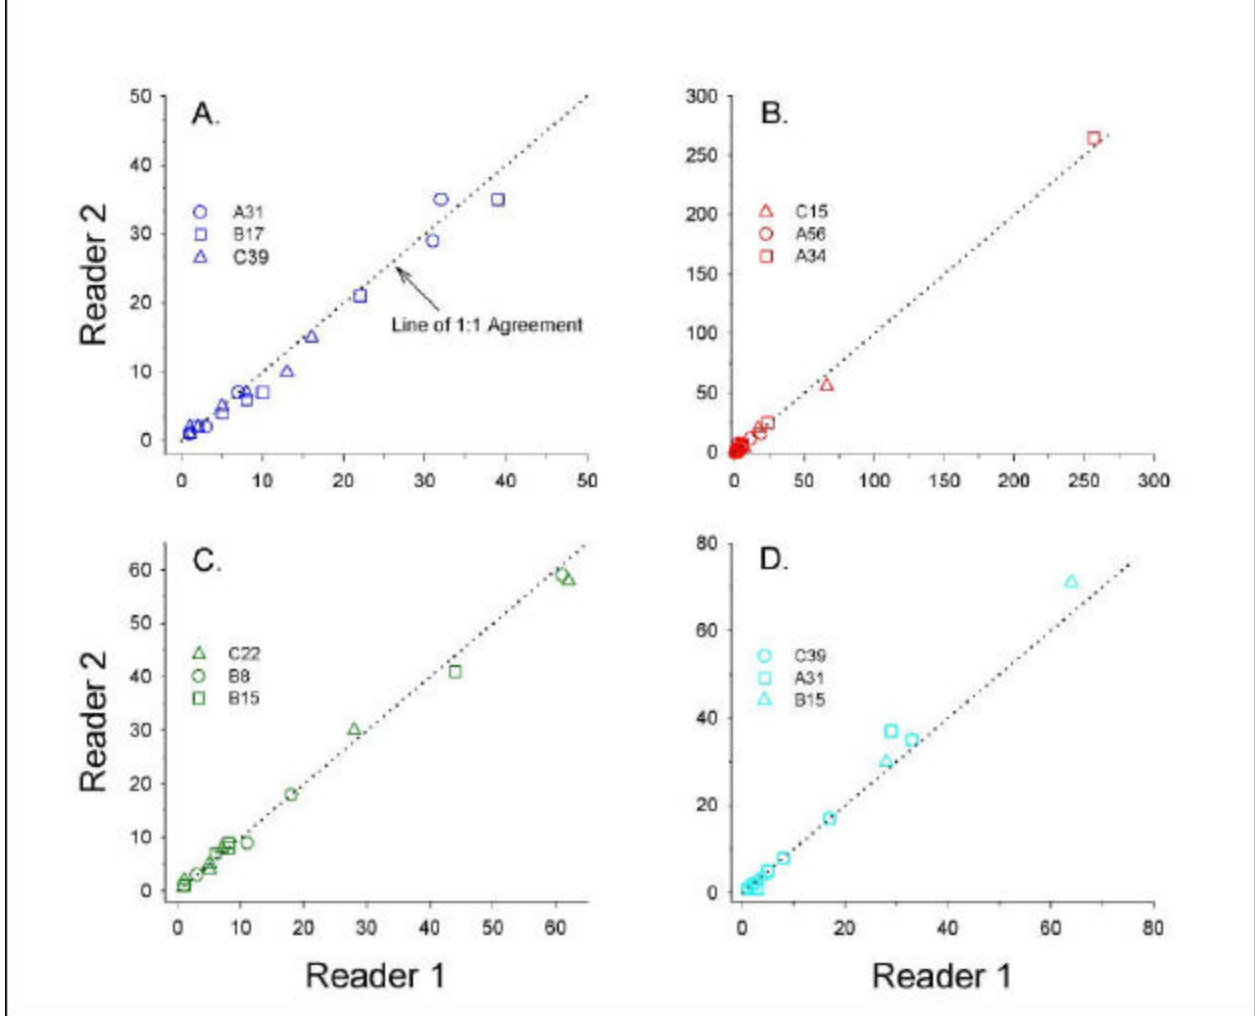 A.
50
40
30
20
10
0
Reader 2
A31
B17
C39
Line of 1:1 Agreement
0 10 20 30 40 50
B.
300
250
200
150
100
50
0
C15
A56
A34
0 50 100 150 200 250 300
C.
60
50
40
30
20
10
0
Reader 2
C22
B8
B15
0 10 20 30 40 50 60
Reader 1
D.
80
60
40
20
0
C39
A31
B15
0 20 40 60 80
Reader 1